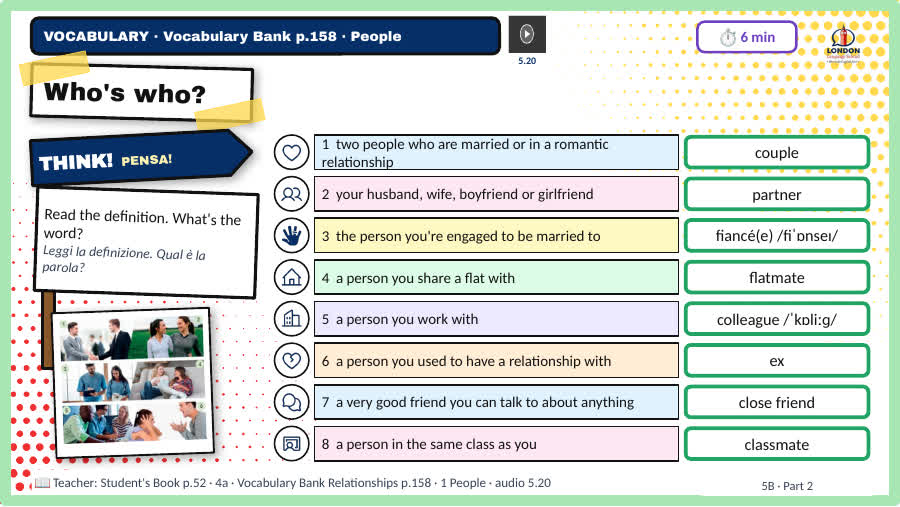 VOCABULARY · Vocabulary Bank p.158 · People
5.20
⏱️ 6 min
LONDON
Who's who?
THINK! PENSA!
Read the definition. What's the
word?
Leggi la definizione. Qual è la
parola?
1 two people who are married or in a romantic
relationship
couple
2 your husband, wife, boyfriend or girlfriend
partner
3 the person you're engaged to be married to
fiancé(e) /fiˈɒnseɪ/
4 a person you share a flat with
flatmate
5 a person you work with
colleague /ˈkɒliːɡ/
6 a person you used to have a relationship with
ex
7 a very good friend you can talk to about anything
close friend
8 a person in the same class as you
classmate
📖 Teacher: Student's Book p.52 · 4a · Vocabulary Bank Relationships p.158 · 1 People · audio 5.20
5B · Part 2